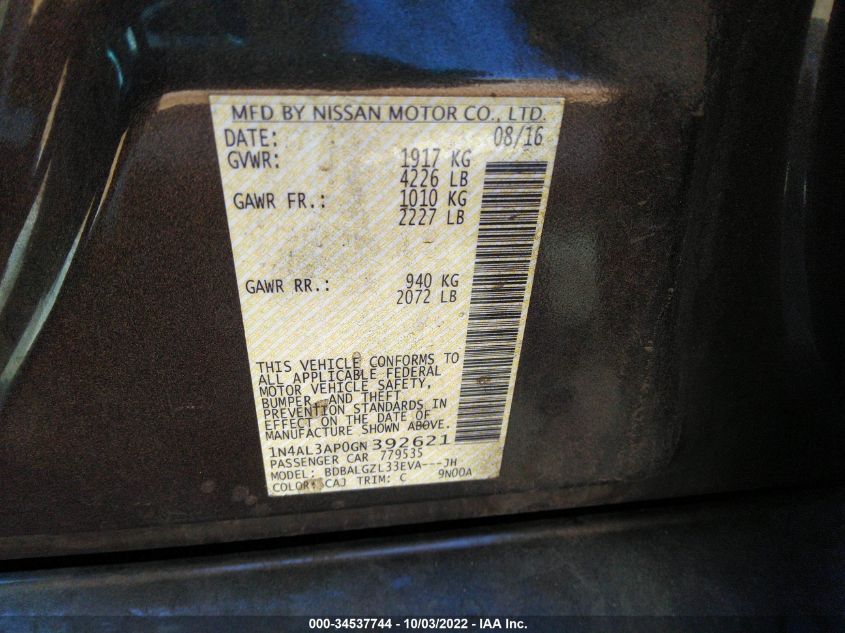 MFD BY NISSAN MOTOR CO., LTD.
DATE: 08/16
GVWR: 1917 KG
4226 LB
GAWR FR.: 1010 KG
2227 LB
GAWR RR.: 940 KG
2072 LB
THIS VEHICLE CONFORMS TO
ALL APPLICABLE FEDERAL
MOTOR VEHICLE SAFETY,
BUMPER, AND THEFT
PREVENTION STANDARDS IN
EFFECT ON THE DATE OF
MANUFACTURE SHOWN ABOVE.
1N4AL3AP0GN392621
PASSENGER CAR 779535
MODEL: BDBALGZL33EVA---JH
COLOR: CAJ TRIM: C 9N00A
000-34537744 - 10/03/2022 - IAA Inc.